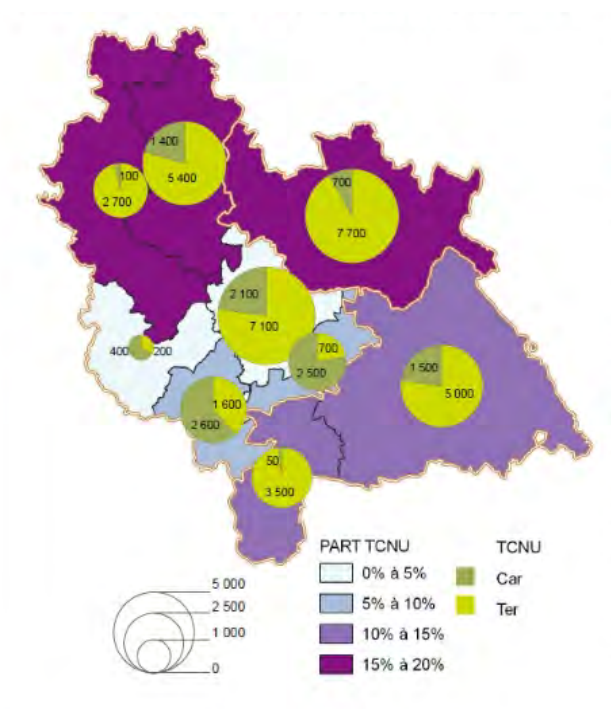 1 400
5 400
100
2 700
700
7 700
2 100
7 100
400
200
700
2 500
1 500
5 000
1 600
2 600
50
3 500
PART TCNU
0% à 5%
5% à 10%
10% à 15%
15% à 20%
TCNU
Car
Ter
5 000
2 500
1 000
0